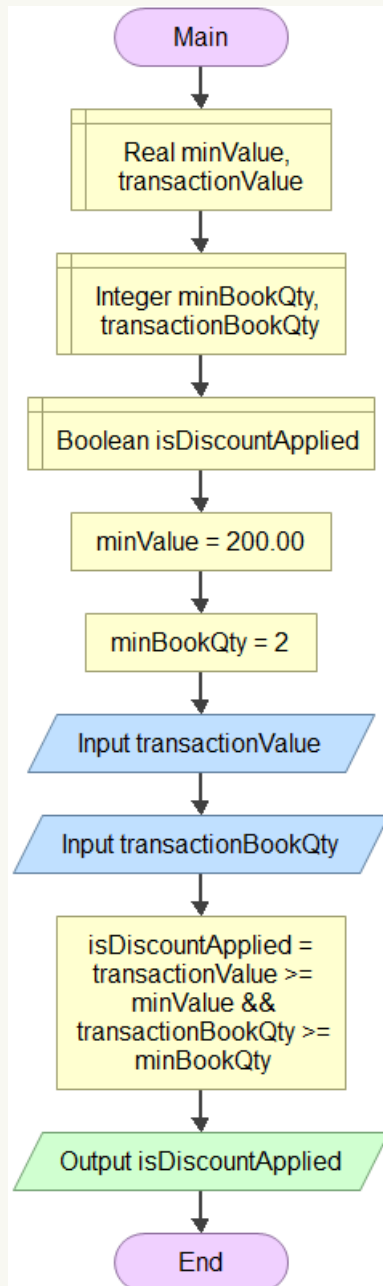 Main
Real minValue,
transactionValue
Integer minBookQty,
transactionBookQty
Boolean isDiscountApplied
minValue = 200.00
minBookQty = 2
Input transactionValue
Input transactionBookQty
isDiscountApplied =
transactionValue >=
minValue &&
transactionBookQty >=
minBookQty
Output isDiscountApplied
End